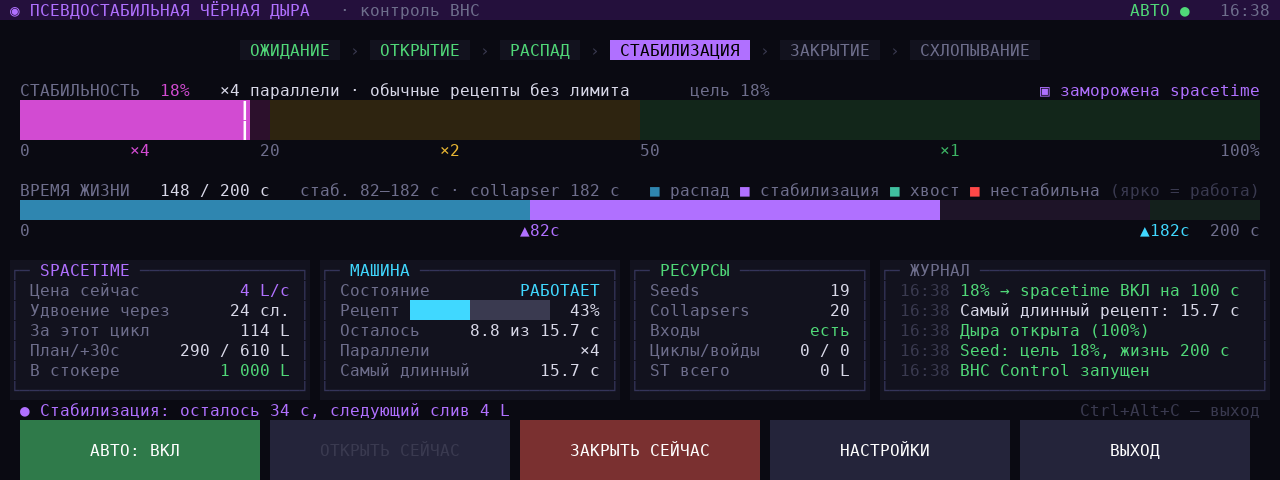 ◉ ПСЕВДОСТАБИЛЬНАЯ ЧЁРНАЯ ДЫРА · контроль BHC АВТО ● 16:38
ОЖИДАНИЕ › ОТКРЫТИЕ › РАСПАД › СТАБИЛИЗАЦИЯ › ЗАКРЫТИЕ › СХЛОПЫВАНИЕ
СТАБИЛЬНОСТЬ 18% ×4 параллели · обычные рецепты без лимита цель 18% ▣ заморожена spacetime
0 ×4 20 ×2 50 ×1 100%
ВРЕМЯ ЖИЗНИ 148 / 200 с стаб. 82—182 с · collapser 182 с ■ распад ■ стабилизация ■ хвост ■ нестабильна (ярко = работа)
0 ▲82с ▲182с 200 с
SPACETIME
Цена сейчас 4 L/с
Удвоение через 24 сл.
За этот цикл 114 L
План/+30с 290 / 610 L
В стокере 1 000 L
МАШИНА
Состояние РАБОТАЕТ
Рецепт 43%
Осталось 8.8 из 15.7 с
Параллели ×4
Самый длинный 15.7 с
РЕСУРСЫ
Seeds 19
Collapsers 20
Входы есть
Циклы/войды 0 / 0
ST всего 0 L
ЖУРНАЛ
16:38 18% → spacetime ВКЛ на 100 с
16:38 Самый длинный рецепт: 15.7 с
16:38 Дыра открыта (100%)
16:38 Seed: цель 18%, жизнь 200 с
16:38 BHC Control запущен
● Стабилизация: осталось 34 с, следующий слив 4 L Ctrl+Alt+C — выход
АВТО: ВКЛ ОТКРЫТЬ СЕЙЧАС ЗАКРЫТЬ СЕЙЧАС НАСТРОЙКИ ВЫХОД